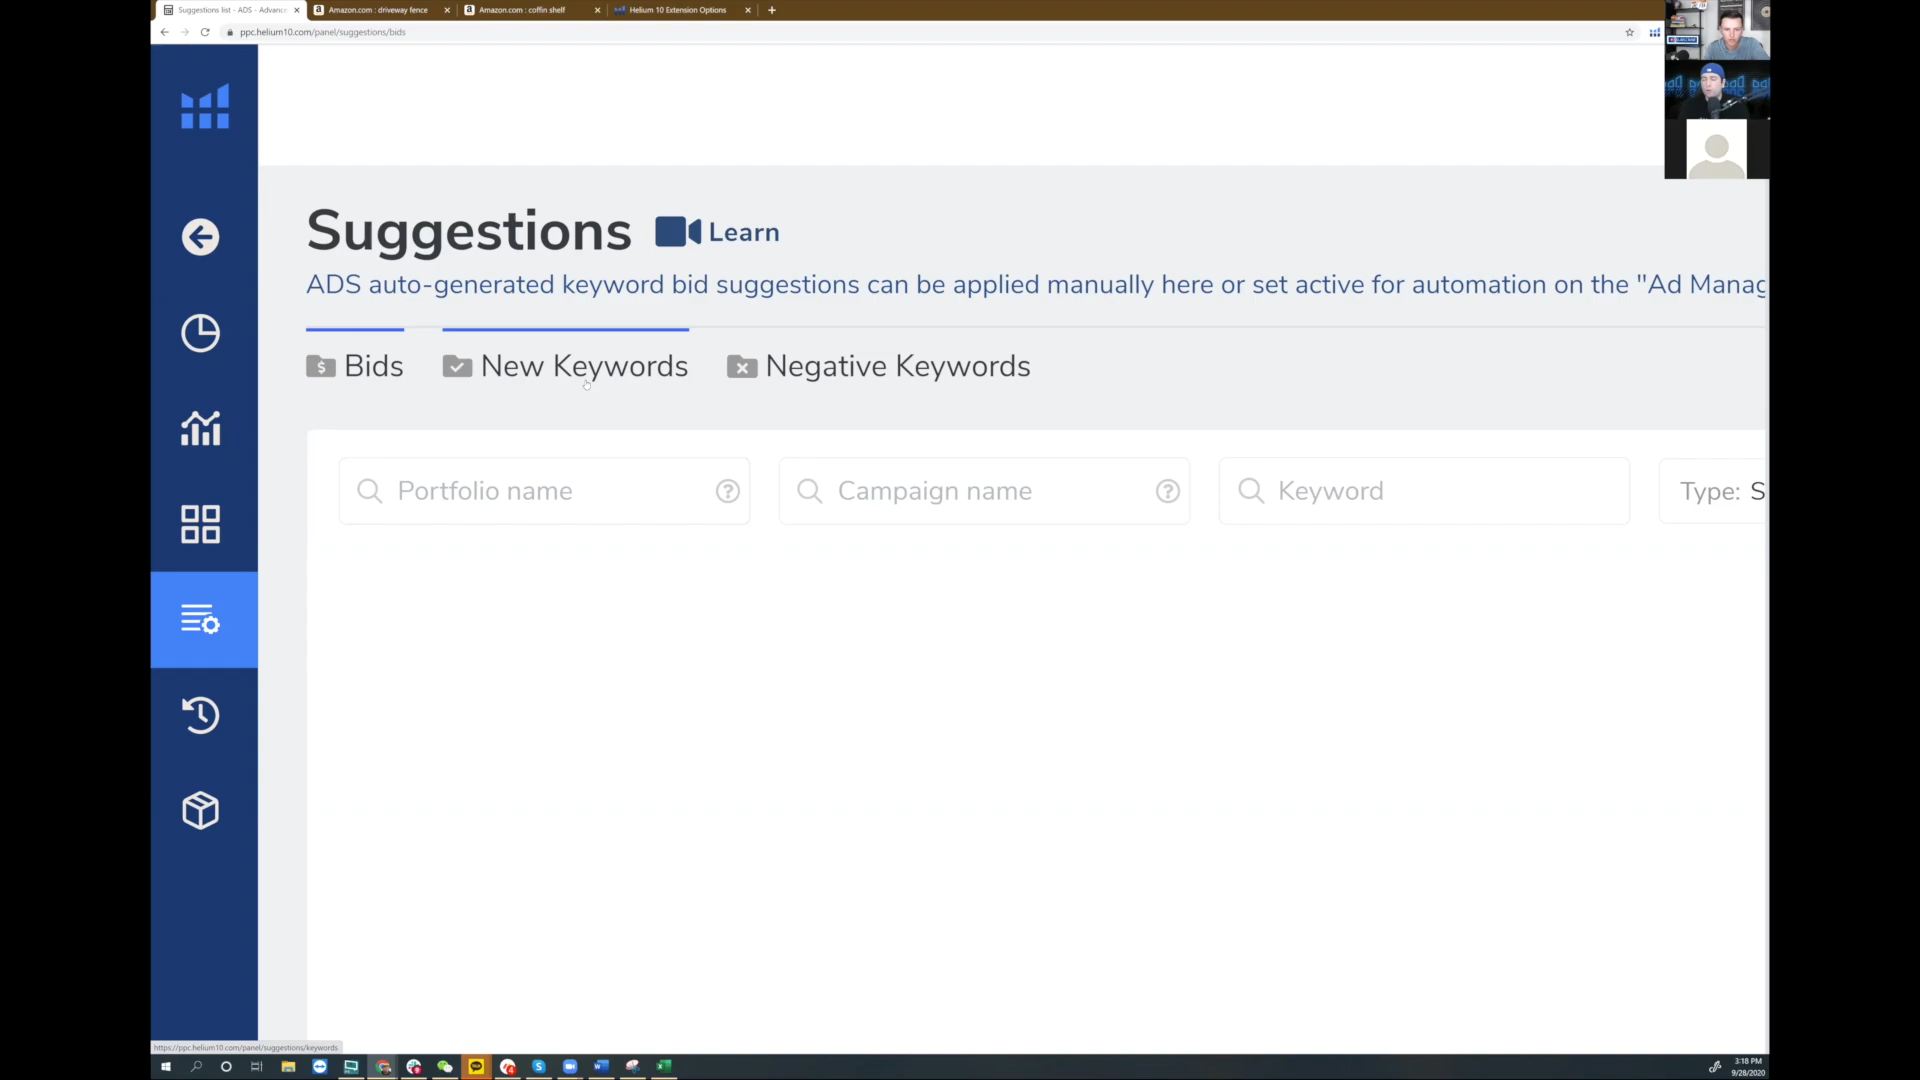 Suggestions list - ADS - Advanc
Amazon.com : driveway fence
Amazon.com : coffin shelf
Helium 10 Extension Options
ppc.helium10.com/panel/suggestions/bids
Suggestions
Learn
ADS auto-generated keyword bid suggestions can be applied manually here or set active for automation on the "Ad Manag
Bids
New Keywords
Negative Keywords
Portfolio name
Campaign name
Keyword
Type: S
https://ppc.helium10.com/panel/suggestions/keywords
3:18 PM
9/28/2020